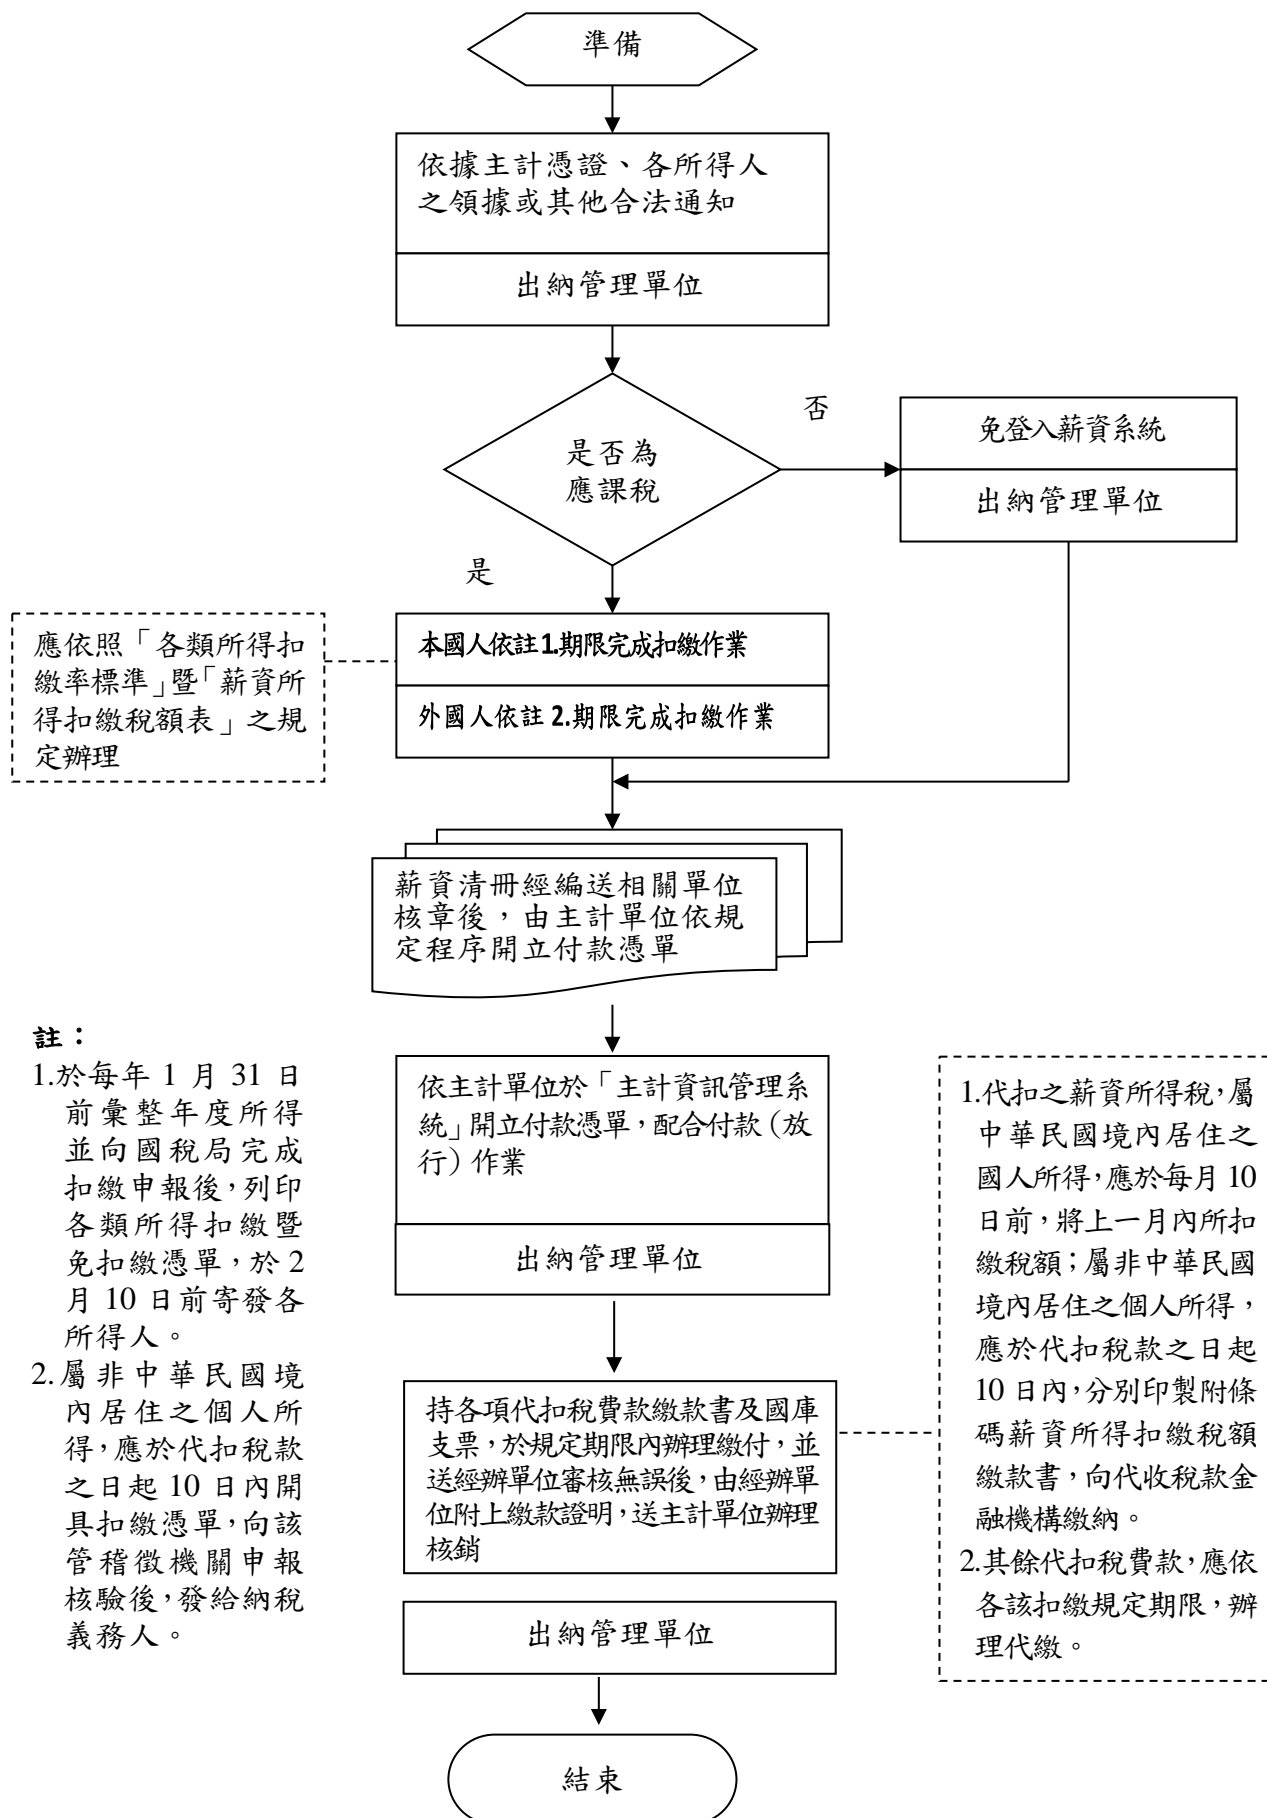 準備
依據主計憑證、各所得人
之領據或其他合法通知
出納管理單位
是否為
應課稅
否
免登入薪資系統
出納管理單位
是
應依照「各類所得扣
繳率標準」暨「薪資所
得扣繳稅額表」之規
定辦理
本國人依註1.期限完成扣繳作業
外國人依註2.期限完成扣繳作業
薪資清冊經編送相關單位
核章後，由主計單位依規
定程序開立付款憑單
依主計單位於「主計資訊管理系
統」開立付款憑單，配合付款（放
行）作業
出納管理單位
持各項代扣稅費款繳款書及國庫
支票，於規定期限內辦理繳付，並
送經辦單位審核無誤後，由經辦單
位附上繳款證明，送主計單位辦理
核銷
出納管理單位
結束
註：
1.於每年 1 月 31 日
前彙整年度所得
並向國稅局完成
扣繳申報後，列印
各類所得扣繳暨
免扣繳憑單，於 2
月 10 日前寄發各
所得人。
2.屬非中華民國境
內居住之個人所
得，應於代扣稅款
之日起 10 日內開
具扣繳憑單，向該
管稽徵機關申報
核驗後，發給納稅
義務人。
1.代扣之薪資所得稅，屬
中華民國境內居住之
國人所得，應於每月 10
日前，將上一月內所扣
繳稅額；屬非中華民國
境內居住之個人所得，
應於代扣稅款之日起
10 日內，分別印製附條
碼薪資所得扣繳稅額
繳款書，向代收稅款金
融機構繳納。
2.其餘代扣稅費款，應依
各該扣繳規定期限，辦
理代繳。